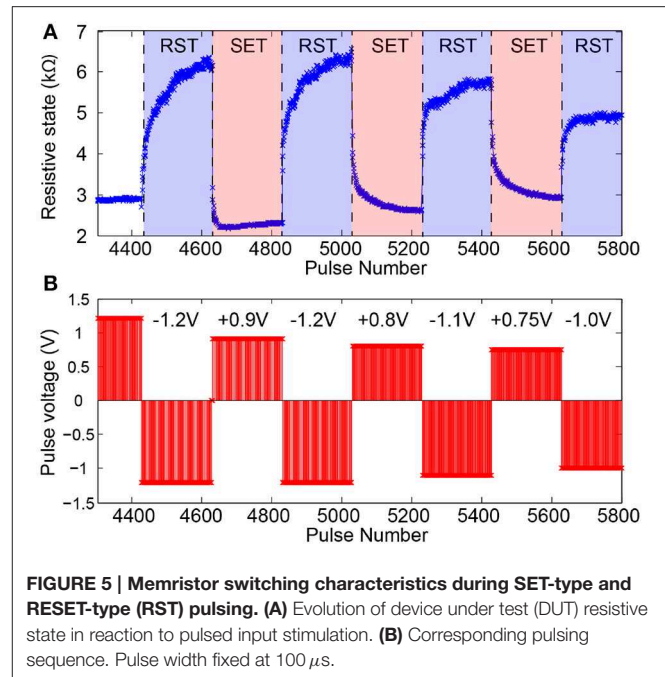 A
RST SET RST SET RST SET RST
7
6
5
4
3
2
Resistive state (kΩ)
4400 4600 4800 5000 5200 5400 5600 5800
Pulse Number
B
-1.2V +0.9V -1.2V +0.8V -1.1V +0.75V -1.0V
1.5
1
0.5
0
−0.5
−1
−1.5
Pulse voltage (V)
4400 4600 4800 5000 5200 5400 5600 5800
Pulse Number
FIGURE 5 | Memristor switching characteristics during SET-type and
RESET-type (RST) pulsing. (A) Evolution of device under test (DUT) resistive
state in reaction to pulsed input stimulation. (B) Corresponding pulsing
sequence. Pulse width fixed at 100 μs.